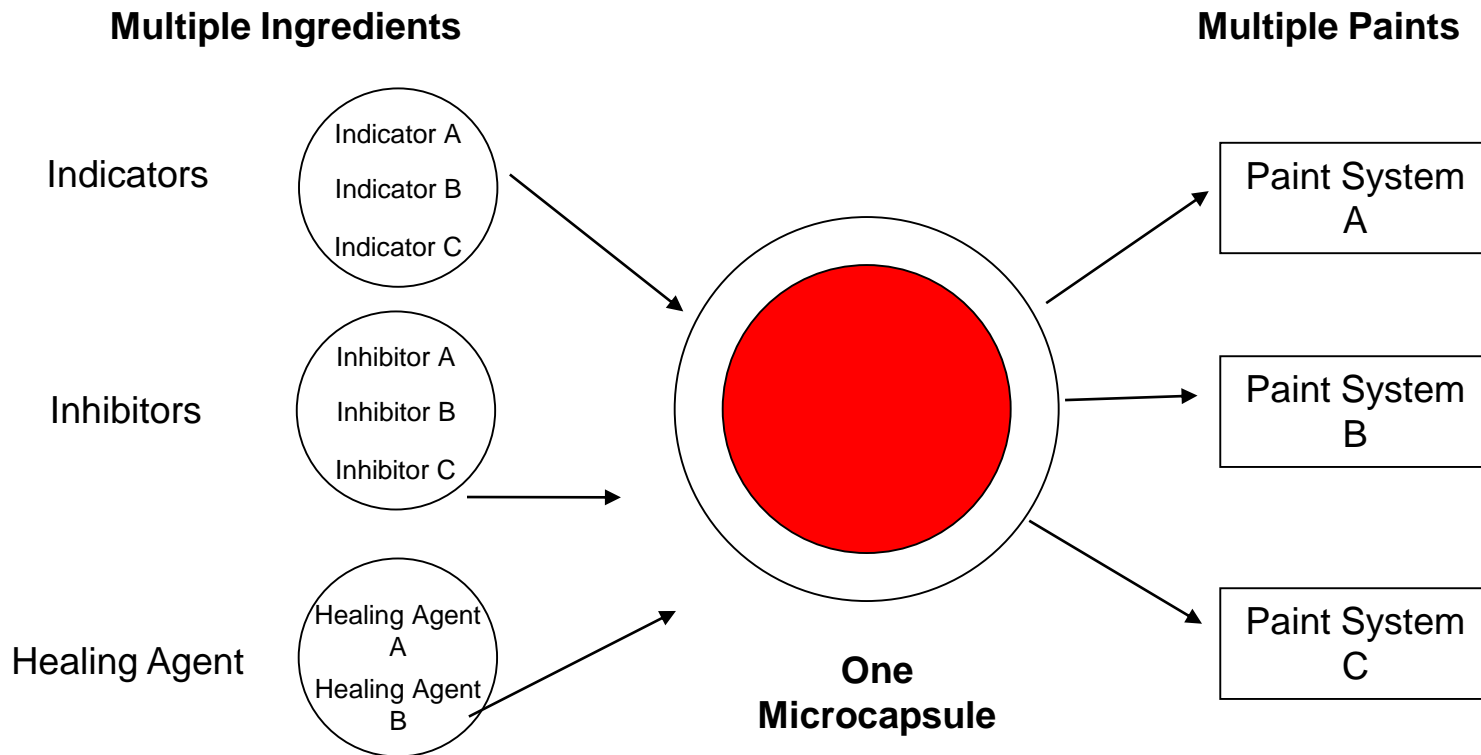 Multiple Ingredients
Multiple Paints
Indicators
Indicator A
Indicator B
Indicator C
Inhibitors
Inhibitor A
Inhibitor B
Inhibitor C
Healing Agent
Healing Agent
A
Healing Agent
B
One
Microcapsule
Paint System
A
Paint System
B
Paint System
C